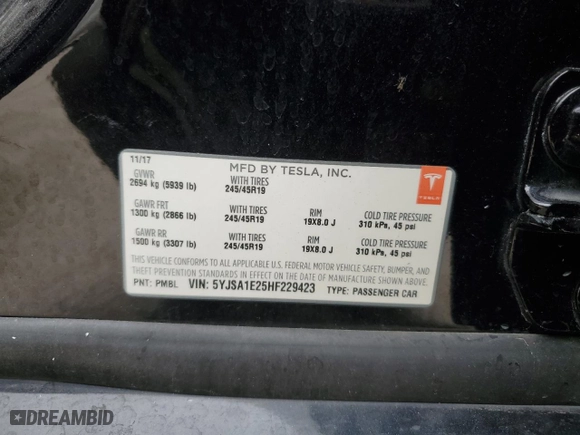 11/17
MFD BY TESLA, INC.
GVWR
2694 kg (5939 lb)
WITH TIRES
245/45R19
TESLA
GAWR FRT
1300 kg (2866 lb)
WITH TIRES
245/45R19
RIM
19X8.0 J
COLD TIRE PRESSURE
310 kPs, 45 psi
GAWR RR
1500 kg (3307 lb)
WITH TIRES
245/45R19
RIM
19X8.0 J
COLD TIRE PRESSURE
310 kPs, 45 psi
THIS VEHICLE CONFORMS TO ALL APPLICABLE U.S. FEDERAL MOTOR VEHICLE SAFETY, BUMPER, AND
THEFT PREVENTION STANDARDS IN EFFECT ON THE DATE OF MANUFACTURE SHOWN ABOVE.
PNT: PMBL VIN: 5YJSA1E25HF229423 TYPE: PASSENGER CAR
DREAMBID